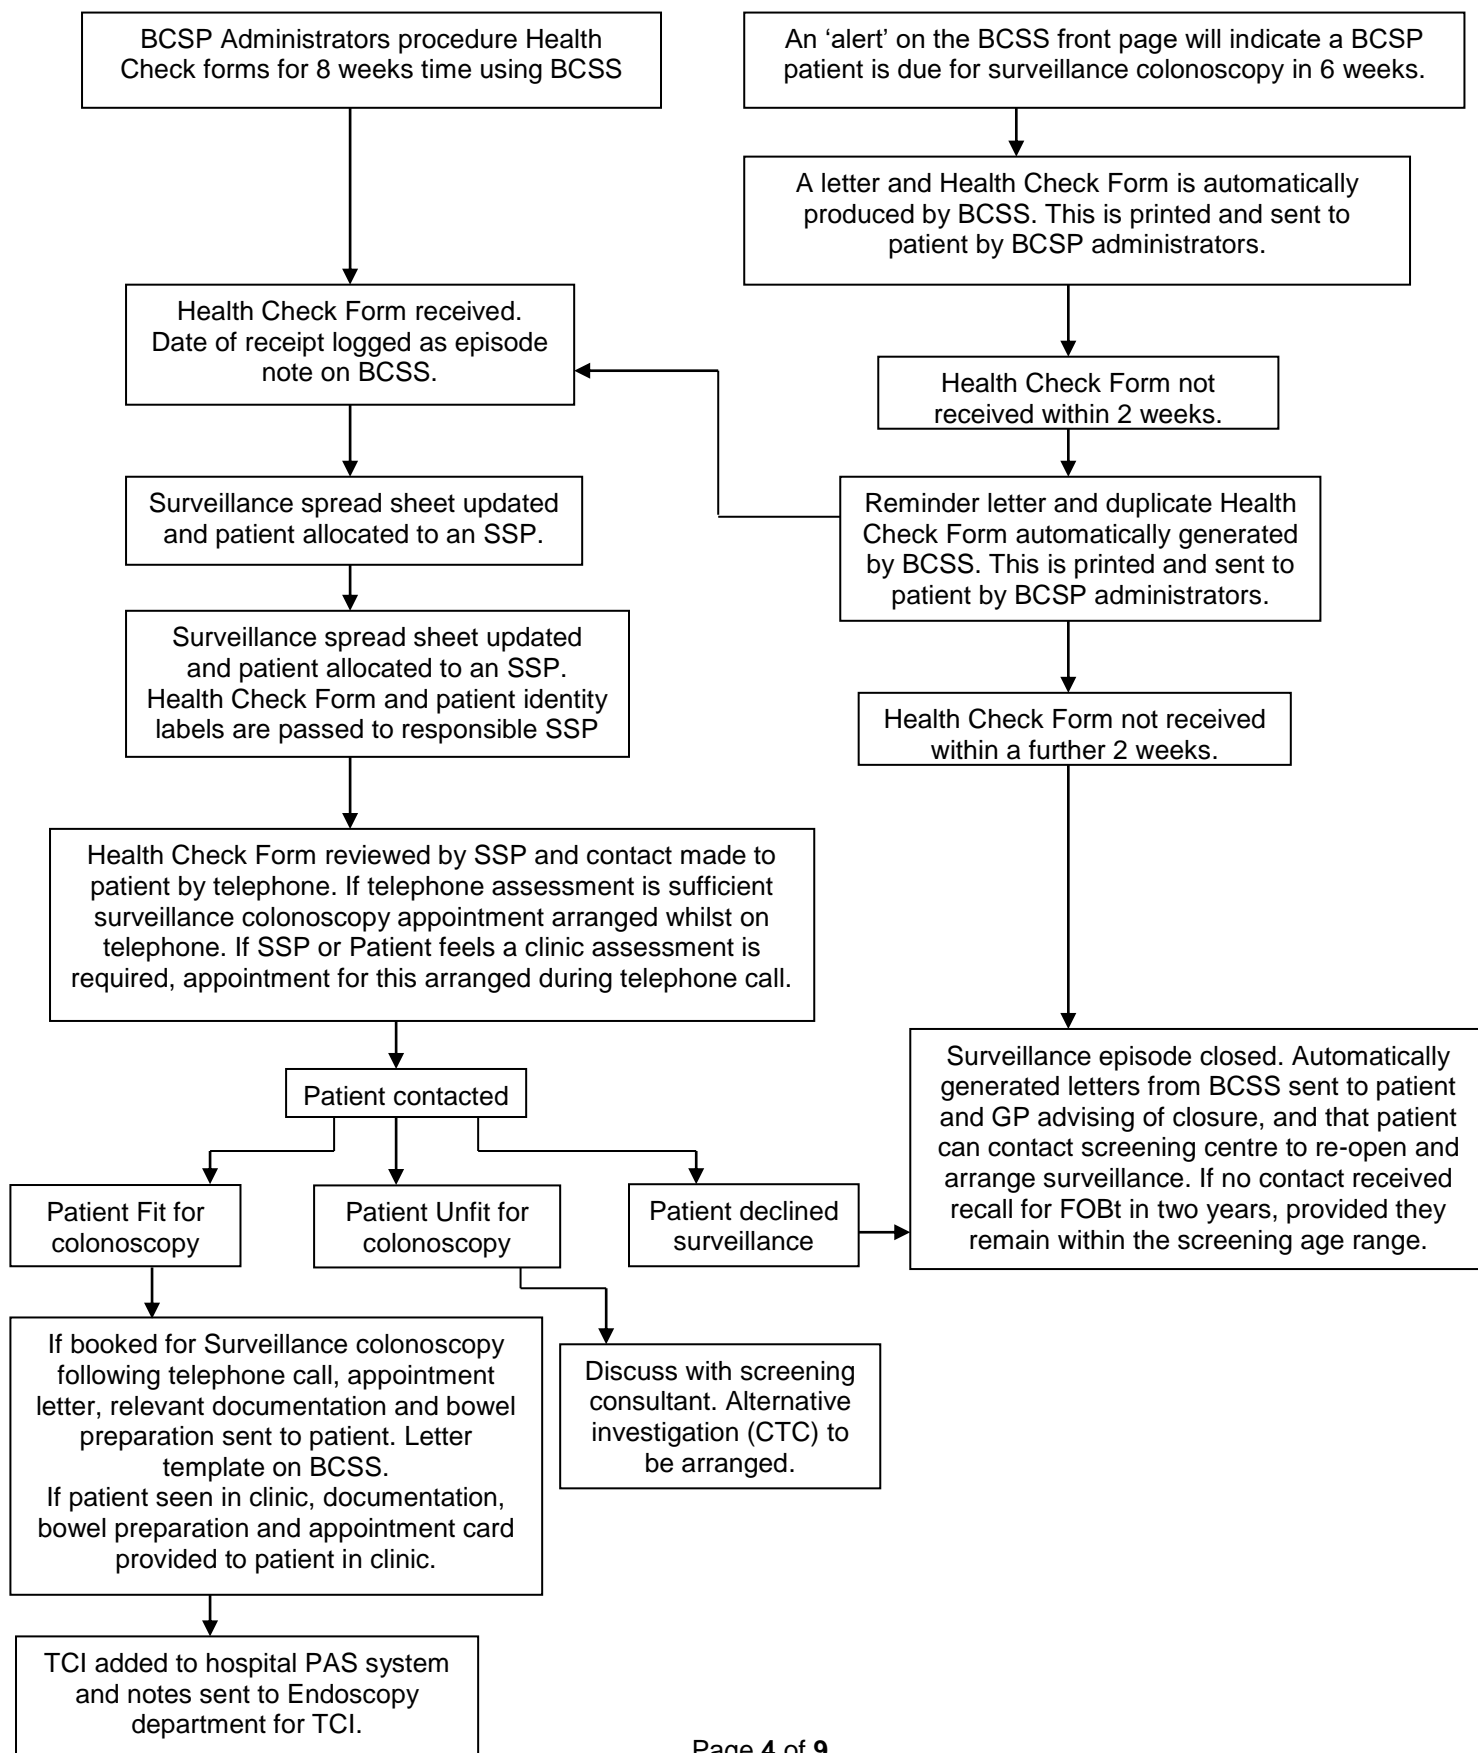 BCSP Administrators procedure Health
Check forms for 8 weeks time using BCSS
An ‘alert’ on the BCSS front page will indicate a BCSP
patient is due for surveillance colonoscopy in 6 weeks.
A letter and Health Check Form is automatically
produced by BCSS. This is printed and sent to
patient by BCSP administrators.
Health Check Form received.
Date of receipt logged as episode
note on BCSS.
Health Check Form not
received within 2 weeks.
Surveillance spread sheet updated
and patient allocated to an SSP.
Reminder letter and duplicate Health
Check Form automatically generated
by BCSS. This is printed and sent to
patient by BCSP administrators.
Surveillance spread sheet updated
and patient allocated to an SSP.
Health Check Form and patient identity
labels are passed to responsible SSP
Health Check Form not received
within a further 2 weeks.
Health Check Form reviewed by SSP and contact made to
patient by telephone. If telephone assessment is sufficient
surveillance colonoscopy appointment arranged whilst on
telephone. If SSP or Patient feels a clinic assessment is
required, appointment for this arranged during telephone call.
Surveillance episode closed. Automatically
generated letters from BCSS sent to patient
and GP advising of closure, and that patient
can contact screening centre to re-open and
arrange surveillance. If no contact received
recall for FOBt in two years, provided they
remain within the screening age range.
Patient contacted
Patient Fit for
colonoscopy
Patient Unfit for
colonoscopy
Patient declined
surveillance
If booked for Surveillance colonoscopy
following telephone call, appointment
letter, relevant documentation and bowel
preparation sent to patient. Letter
template on BCSS.
If patient seen in clinic, documentation,
bowel preparation and appointment card
provided to patient in clinic.
Discuss with screening
consultant. Alternative
investigation (CTC) to
be arranged.
TCI added to hospital PAS system
and notes sent to Endoscopy
department for TCI.
Page 4 of 9